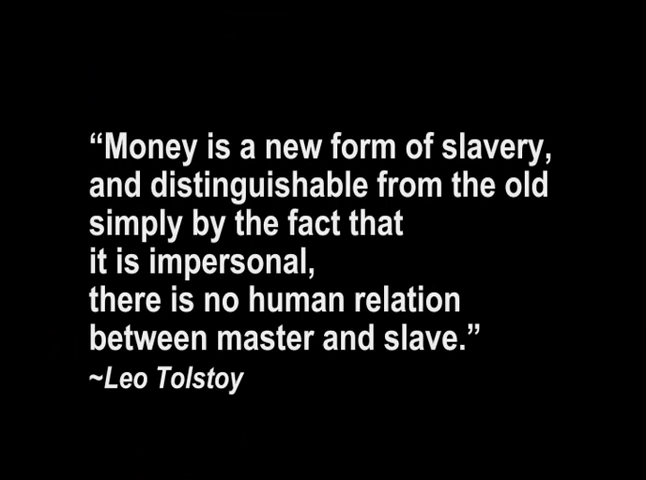 “Money is a new form of slavery,
and distinguishable from the old
simply by the fact that
it is impersonal,
there is no human relation
between master and slave.”
~Leo Tolstoy